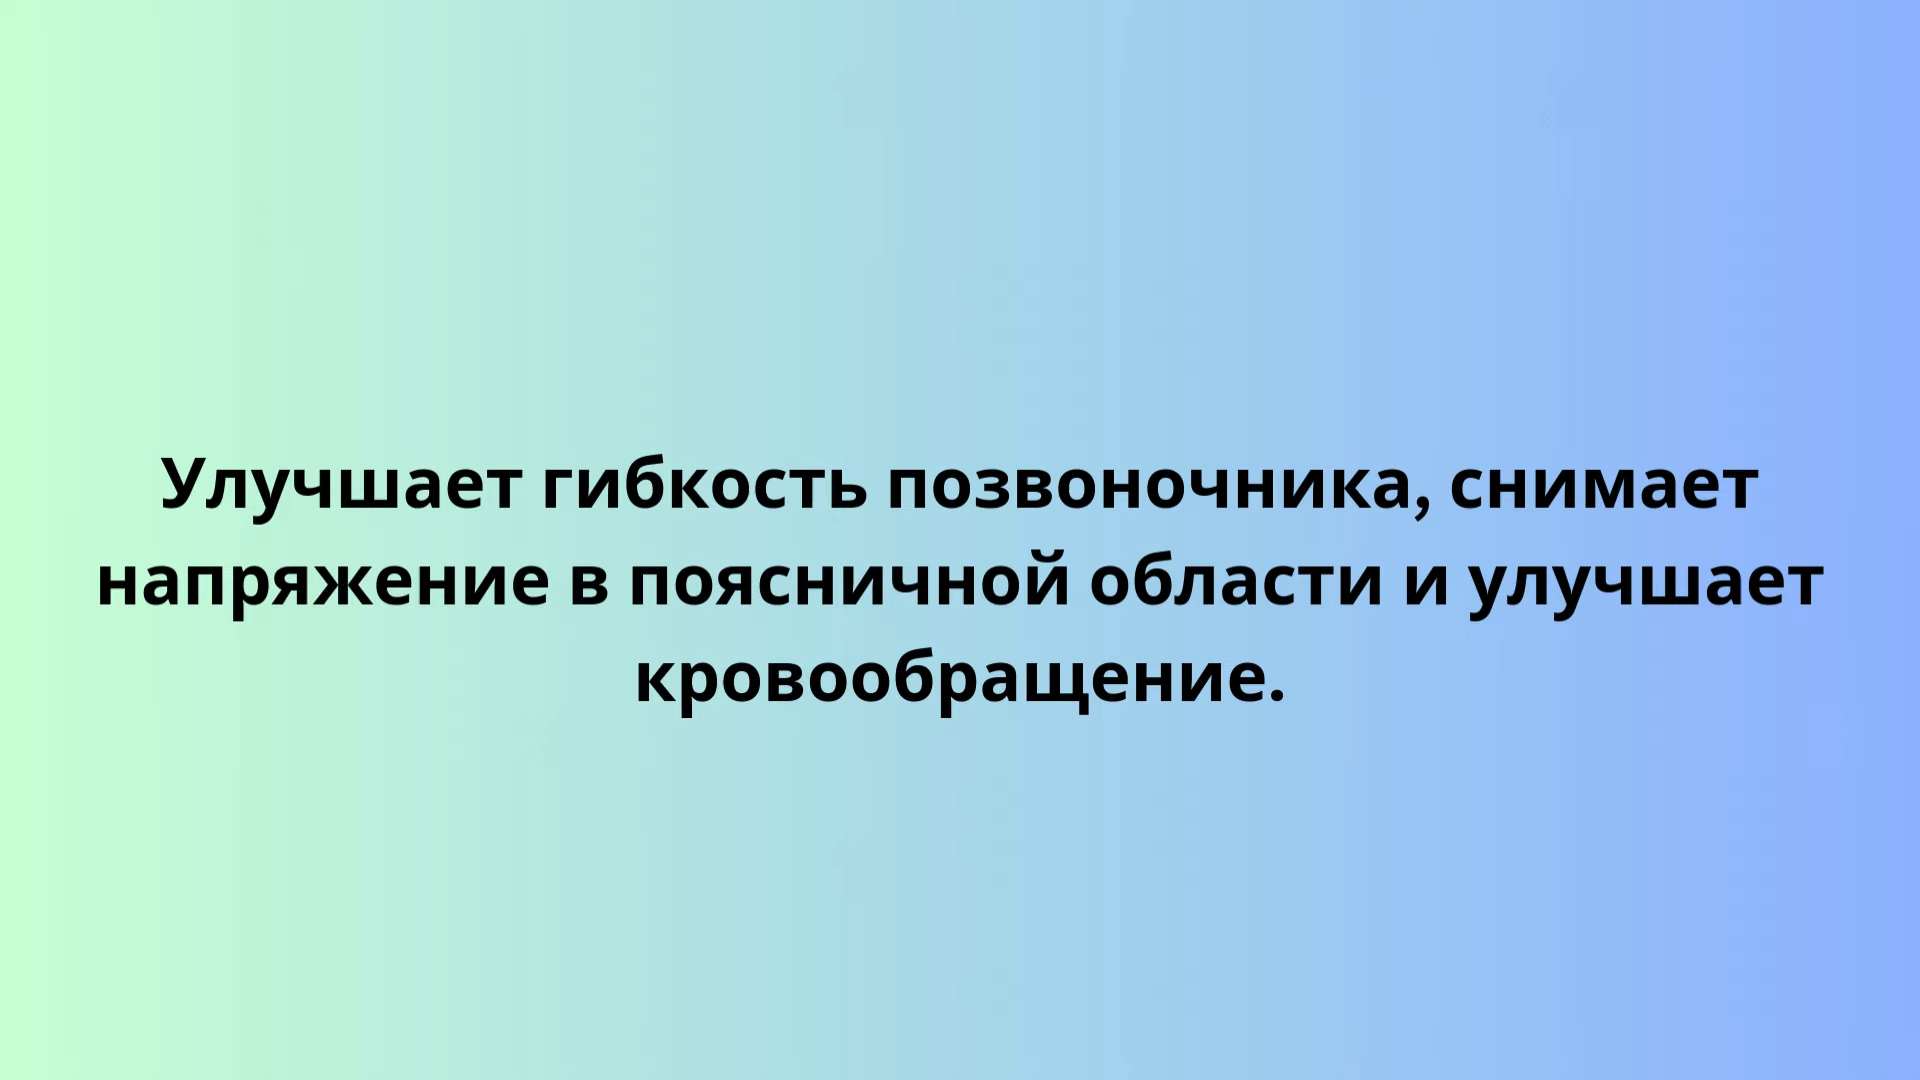 Улучшает гибкость позвоночника, снимает
напряжение в поясничной области и улучшает
кровообращение.